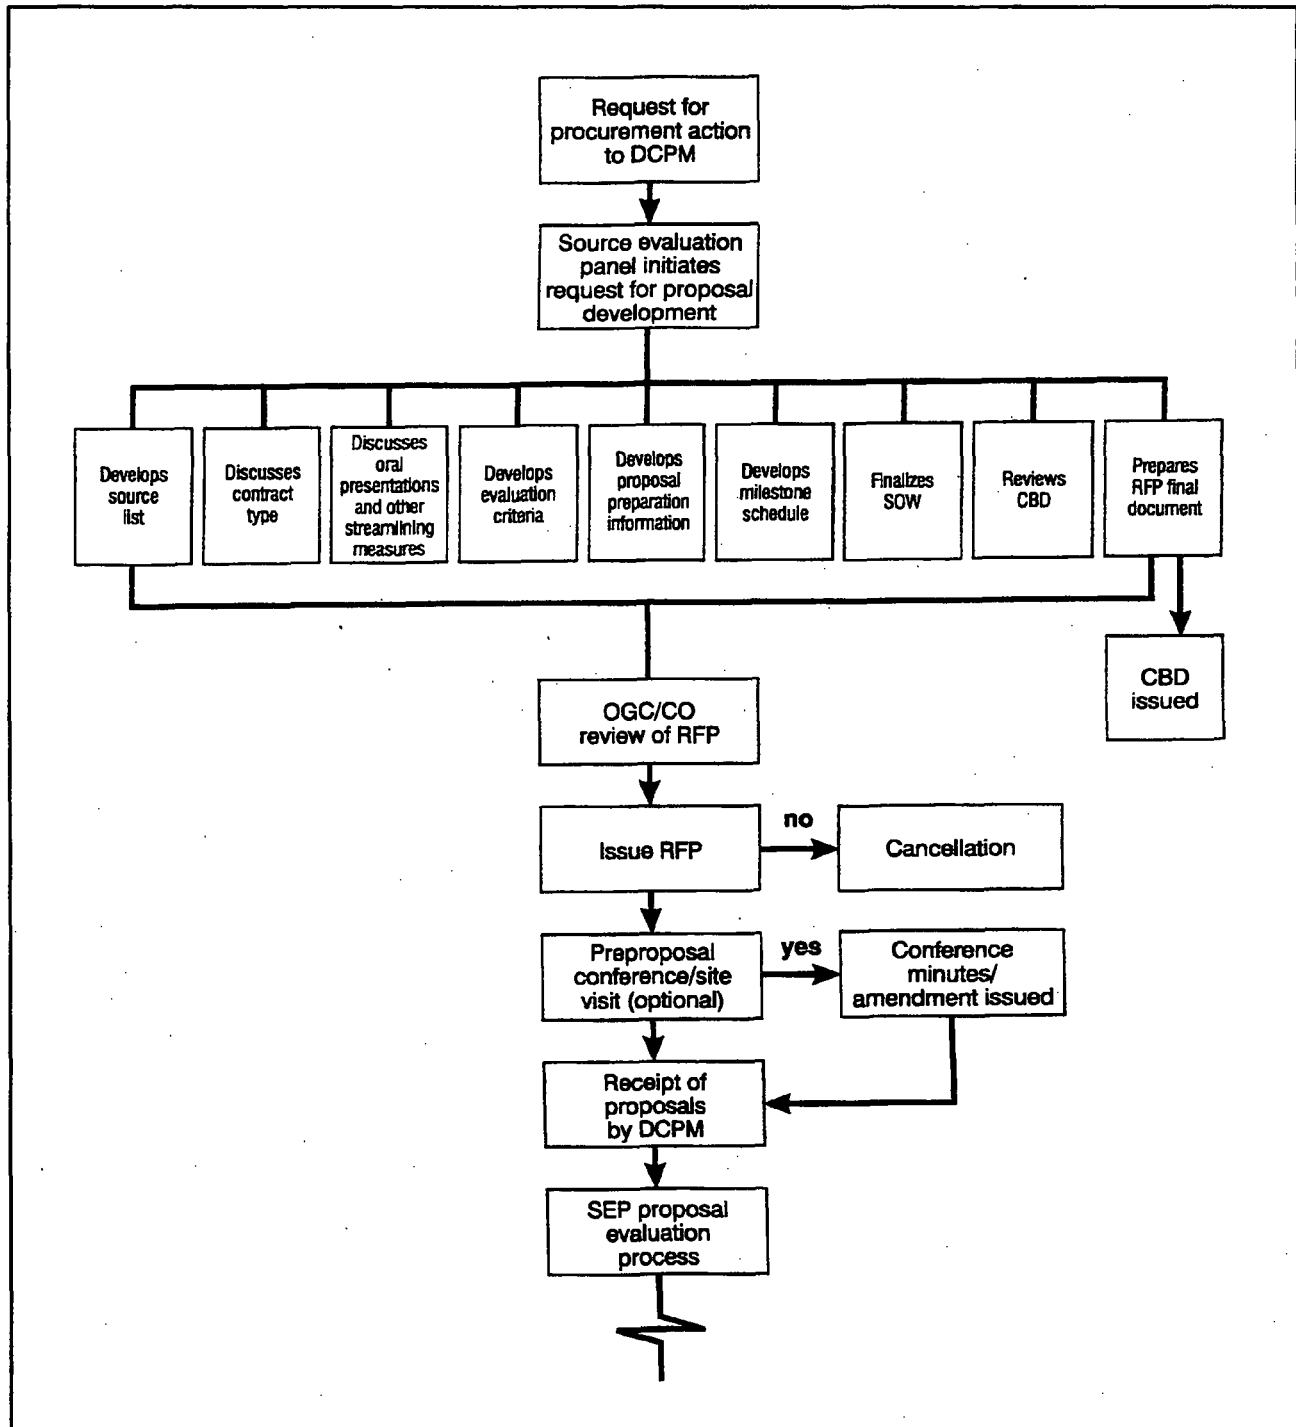 Request for
procurement action
to DCPM
Source evaluation
panel initiates
request for proposal
development
Develops
source
list
Discusses
contract
type
Discusses
oral
presentations
and other
streamlining
measures
Develops
evaluation
criteria
Develops
proposal
preparation
information
Develops
milestone
schedule
Finalizes
SOW
Reviews
CBD
Prepares
RFP final
document
CBD
issued
OGC/CO
review of RFP
Issue RFP
no
Cancellation
Preproposal
conference/site
visit (optional)
yes
Conference
minutes/
amendment issued
Receipt of
proposals
by DCPM
SEP proposal
evaluation
process